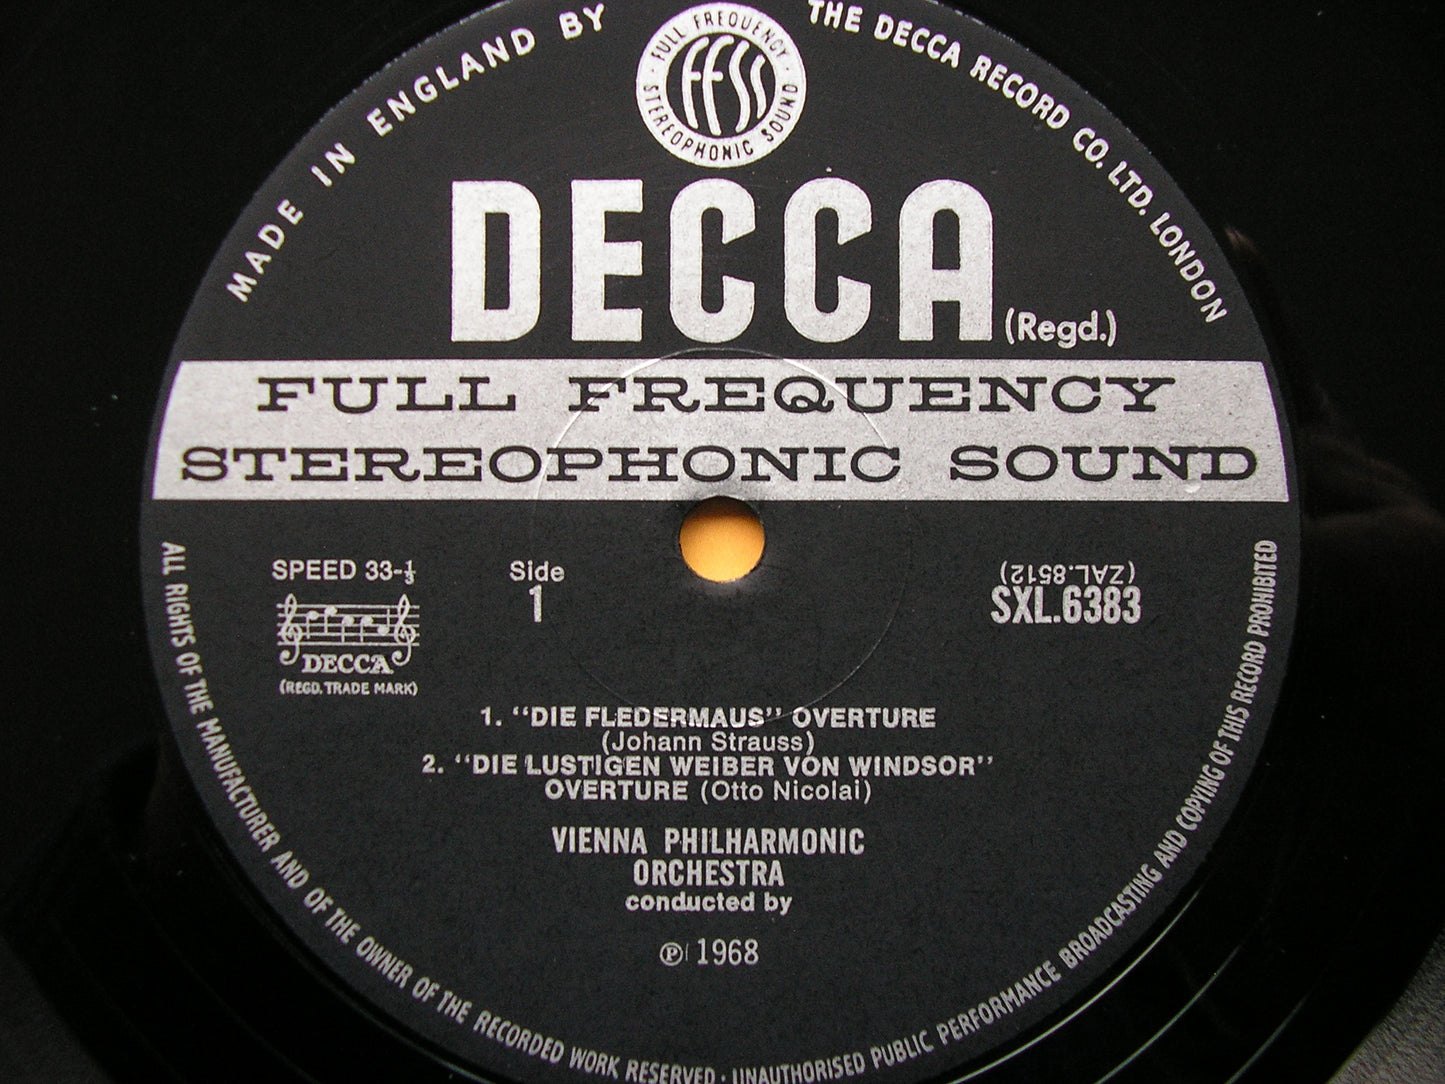 MADE IN ENGLAND BY
THE DECCA RECORD CO. LTD. LONDON
FULL FREQUENCY
FFSS
STEREOPHONIC SOUND
DECCA
(Regd.)
FULL FREQUENCY
STEREOPHONIC SOUND
SPEED 33-⅓
Side
1
(ZAL.8512)
SXL.6383
DECCA
(REGD. TRADE MARK)
1. "DIE FLEDERMAUS" OVERTURE
(Johann Strauss)
2. "DIE LUSTIGEN WEIBER VON WINDSOR"
OVERTURE (Otto Nicolai)
VIENNA PHILHARMONIC
ORCHESTRA
conducted by
℗ 1968
ALL RIGHTS OF THE MANUFACTURER AND OF THE OWNER OF THE RECORDED WORK RESERVED · UNAUTHORISED PUBLIC PERFORMANCE BROADCASTING AND COPYING OF THIS RECORD PROHIBITED